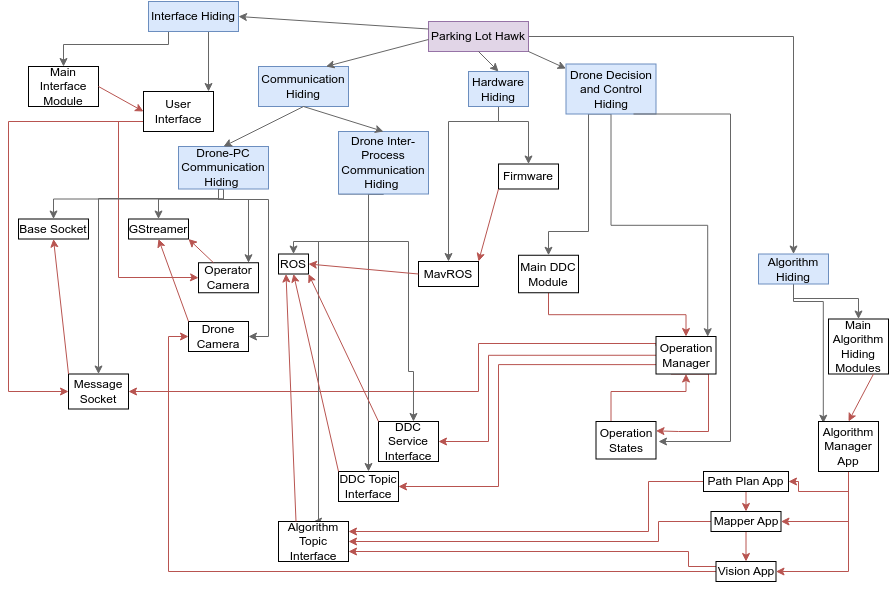 Interface Hiding
Parking Lot Hawk
Main
Interface
Module
User
Interface
Communication
Hiding
Hardware
Hiding
Drone Decision
and Control
Hiding
Drone-PC
Communication
Hiding
Drone Inter-
Process
Communication
Hiding
Firmware
Base Socket
GStreamer
Operator
Camera
ROS
MavROS
Main DDC
Module
Algorithm
Hiding
Drone
Camera
Operation
Manager
Main
Algorithm
Hiding
Modules
Message
Socket
DDC
Service
Interface
Operation
States
Algorithm
Manager
App
DDC Topic
Interface
Path Plan App
Algorithm
Topic
Interface
Mapper App
Vision App